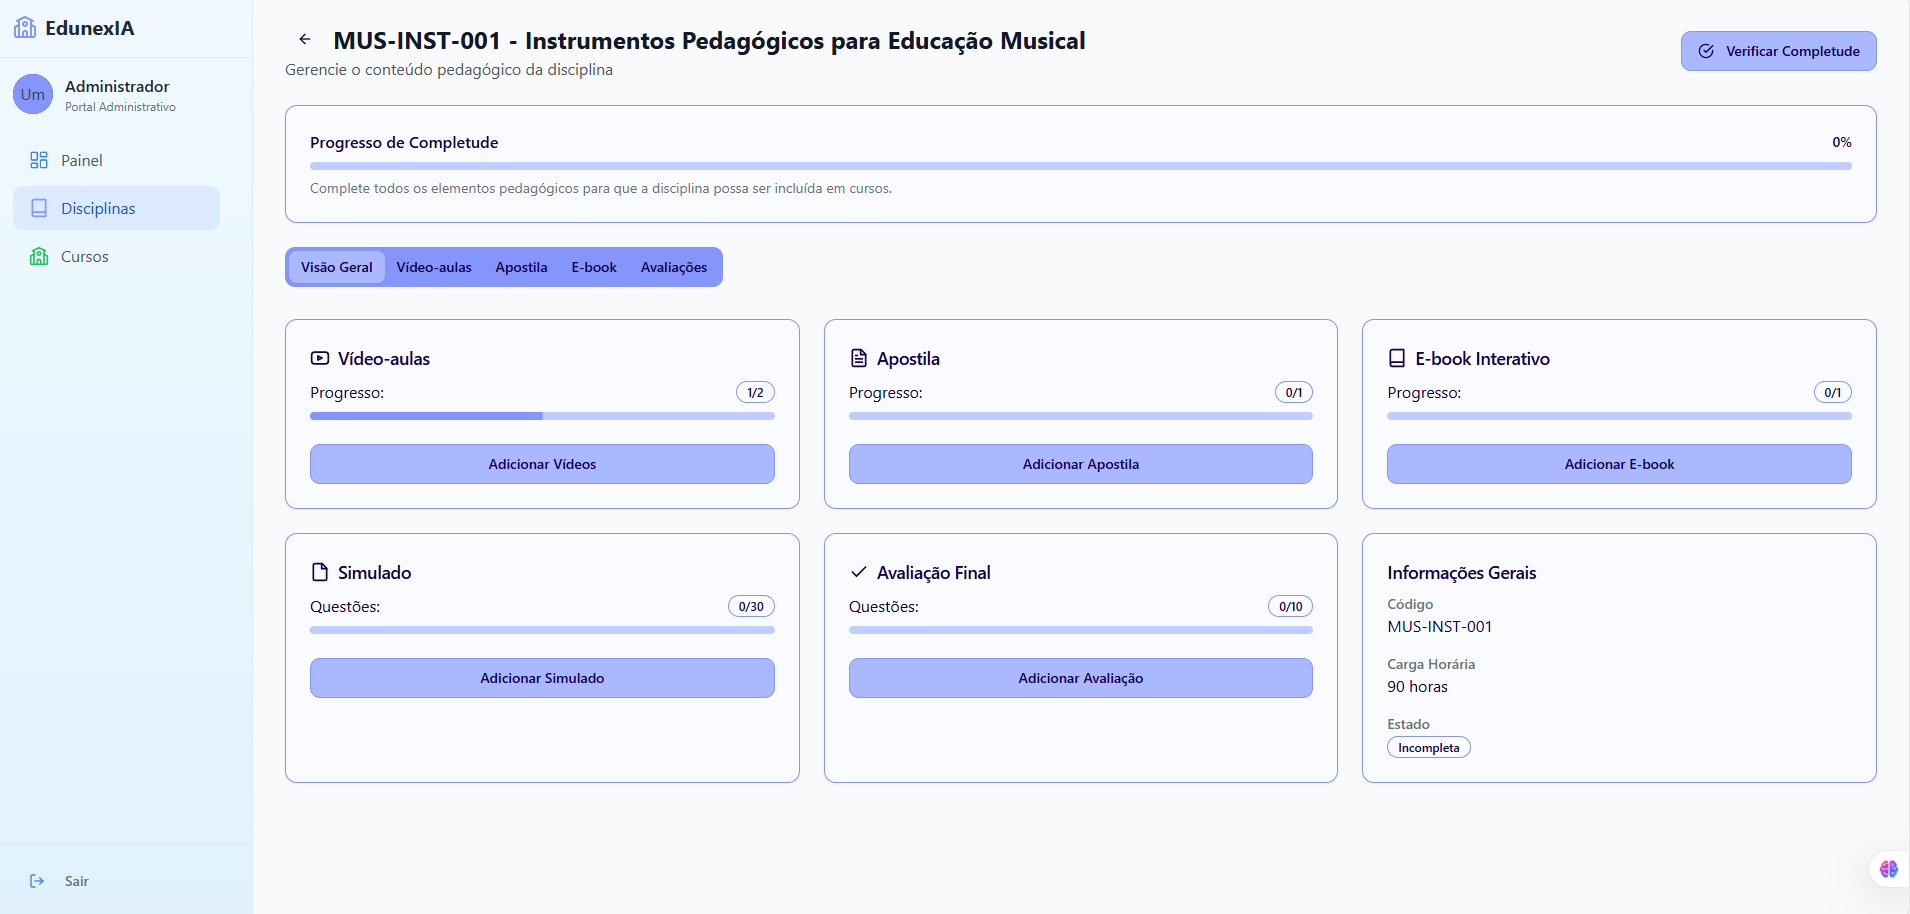 EdunexIA
Um
Administrador
Portal Administrativo
Painel
Disciplinas
Cursos
Sair
MUS-INST-001 - Instrumentos Pedagógicos para Educação Musical
Gerencie o conteúdo pedagógico da disciplina
Verificar Completude
Progresso de Completude
0%
Complete todos os elementos pedagógicos para que a disciplina possa ser incluída em cursos.
Visão Geral
Vídeo-aulas
Apostila
E-book
Avaliações
Vídeo-aulas
Progresso:
1/2
Adicionar Vídeos
Apostila
Progresso:
0/1
Adicionar Apostila
E-book Interativo
Progresso:
0/1
Adicionar E-book
Simulado
Questões:
0/30
Adicionar Simulado
Avaliação Final
Questões:
0/10
Adicionar Avaliação
Informações Gerais
Código
MUS-INST-001
Carga Horária
90 horas
Estado
Incompleta